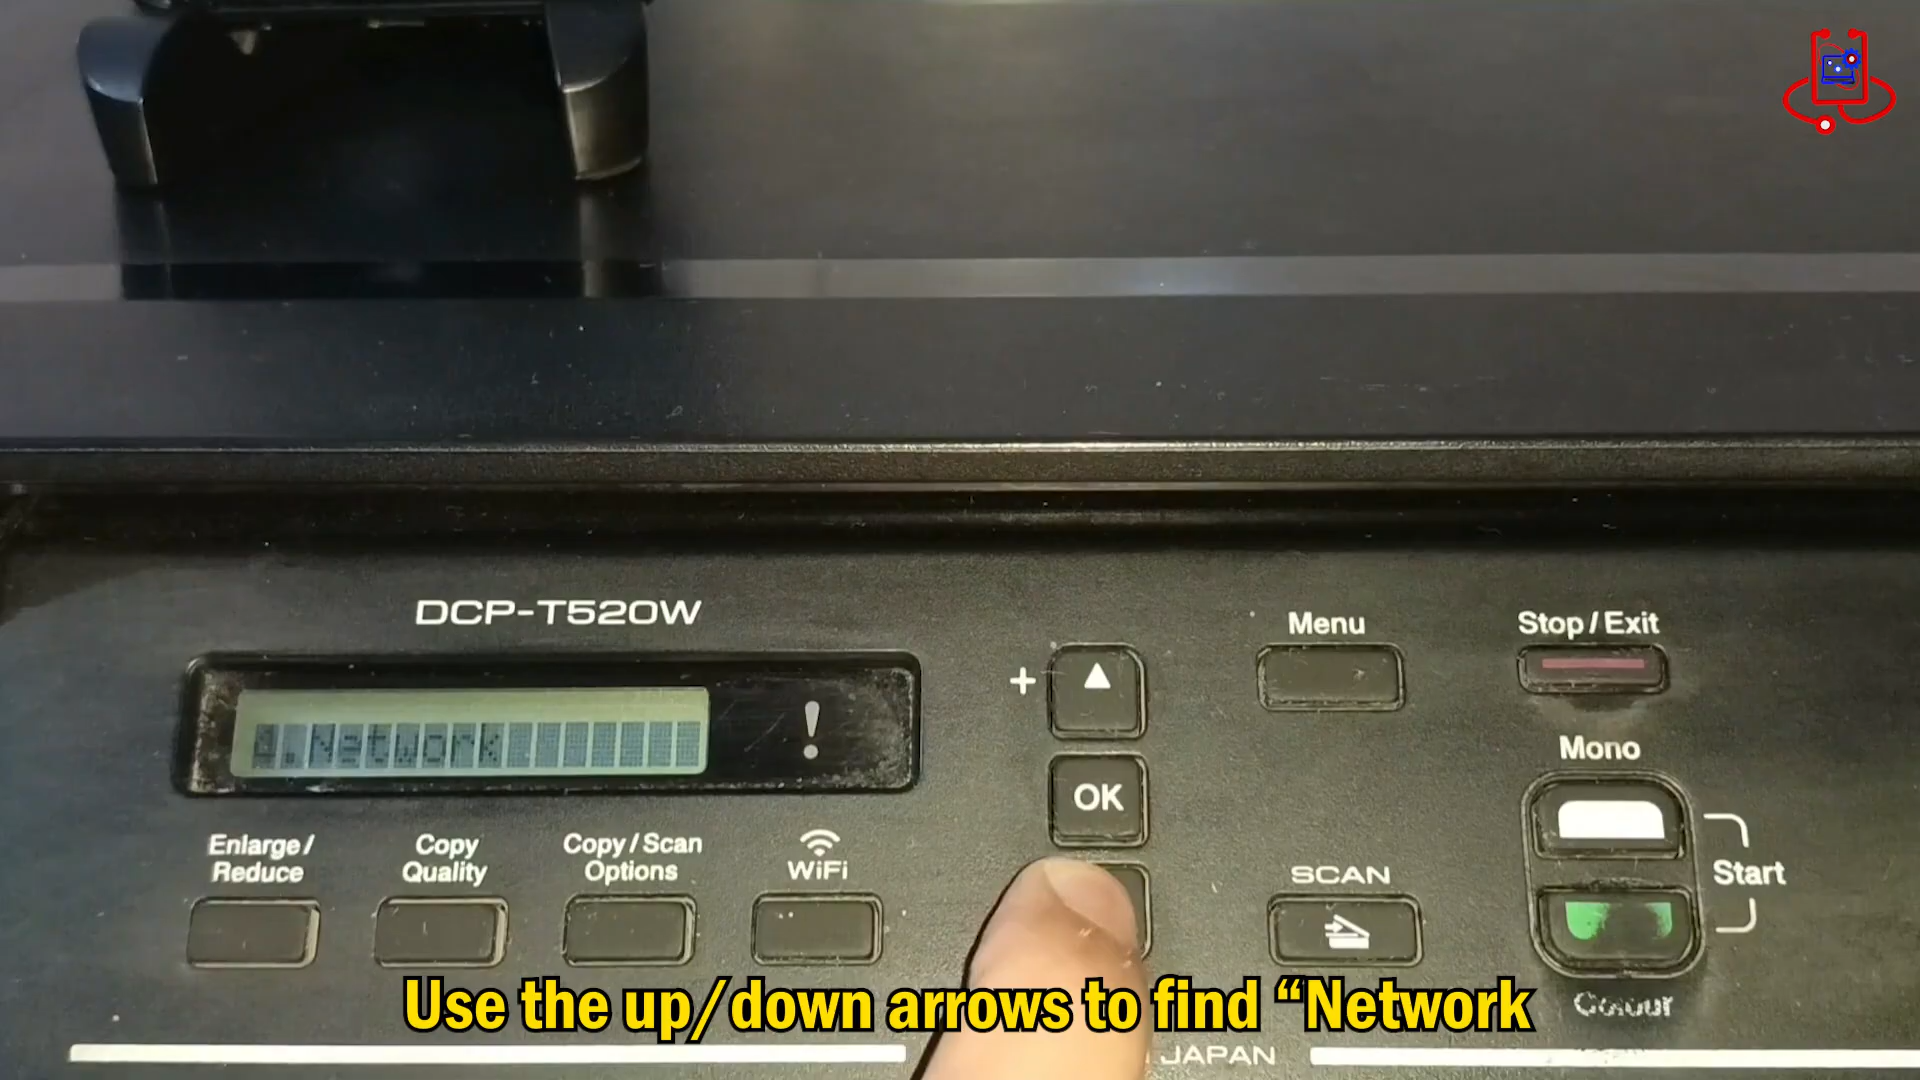 DCP-T520W
Menu
Stop/Exit
+
Network
!
OK
Mono
Enlarge/
Reduce
Copy
Quality
Copy/Scan
Options
WiFi
SCAN
Start
Colour
Use the up/down arrows to find “Network
JAPAN